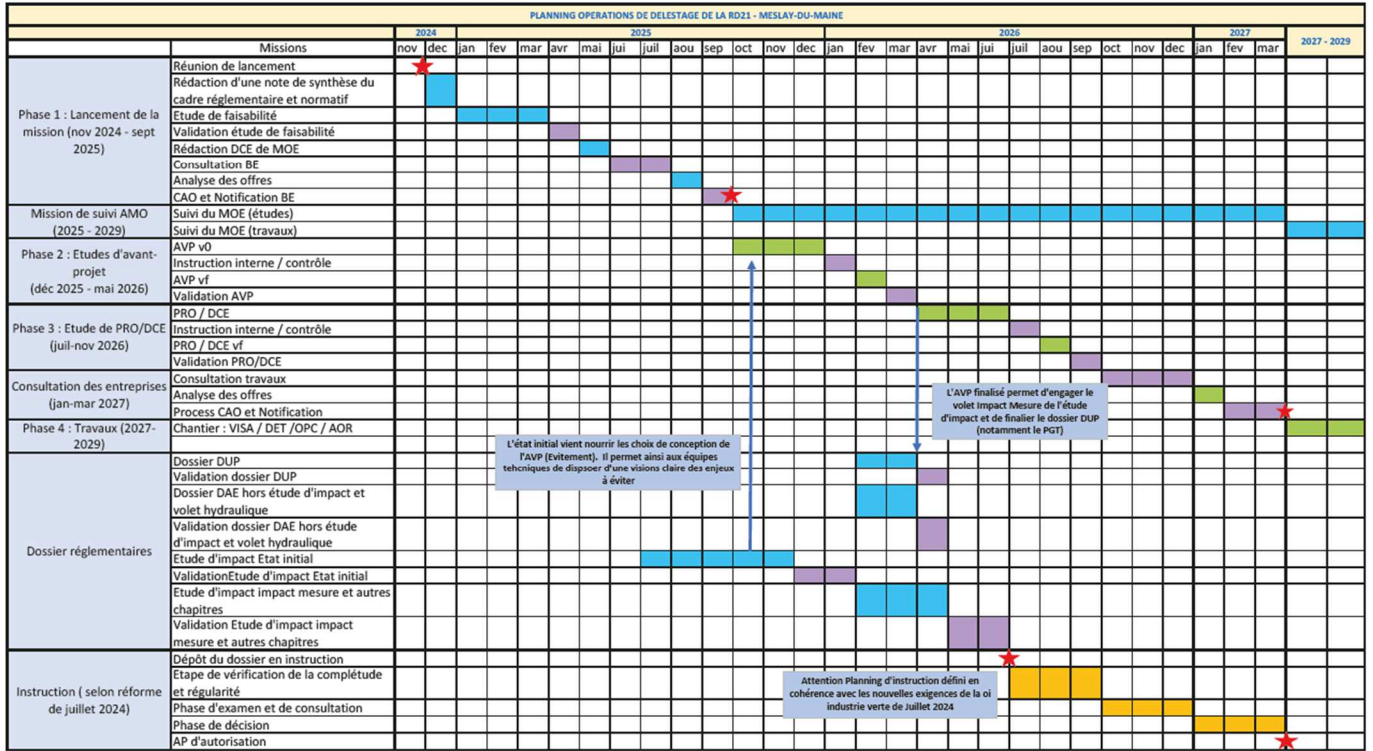 PLANNING OPERATIONS DE DELESTAGE DE LA RD21 - MESLAY-DU-MAINE
2024 2025 2026 2027 2027 - 2029
Missions nov dec jan fev mar avr mai jui juil aou sep oct nov dec jan fev mar avr mai jui juil aou sep oct nov dec jan fev mar
Phase 1 : Lancement de la
mission (nov 2024 - sept
2025)
Réunion de lancement
Rédaction d'une note de synthèse du
cadre réglementaire et normatif
Etude de faisabilité
Validation étude de faisabilité
Rédaction DCE de MOE
Consultation BE
Analyse des offres
CAO et Notification BE
Mission de suivi AMO
(2025 - 2029)
Suivi du MOE (études)
Suivi du MOE (travaux)
Phase 2 : Etudes d'avant-
projet
(déc 2025 - mai 2026)
AVP v0
Instruction interne / contrôle
AVP vf
Validation AVP
Phase 3 : Etude de PRO/DCE
(juil-nov 2026)
PRO / DCE
Instruction interne / contrôle
PRO / DCE vf
Validation PRO/DCE
Consultation des entreprises
(jan-mar 2027)
Consultation travaux
Analyse des offres
Process CAO et Notification
L'AVP finalisé permet d'engager le
volet Impact Mesure de l'étude
d'impact et de finalier le dossier DUP
(notamment le PGT)
Phase 4 : Travaux (2027-
2029)
Chantier : VISA / DET /OPC / AOR
L'état initial vient nourrir les choix de conception de
l'AVP (Evitement). Il permet ainsi aux équipes
tehcniques de dispsoer d'une visions claire des enjeux
à éviter
Dossier réglementaires
Dossier DUP
Validation dossier DUP
Dossier DAE hors étude d'impact et
volet hydraulique
Validation dossier DAE hors étude
d'impact et volet hydraulique
Etude d'impact Etat initial
ValidationEtude d'impact Etat initial
Etude d'impact impact mesure et autres
chapitres
Validation Etude d'impact impact
mesure et autres chapitres
Instruction ( selon réforme
de juillet 2024)
Dépôt du dossier en instruction
Etape de vérification de la complétude
et régularité
Phase d'examen et de consultation
Phase de décision
AP d'autorisation
Attention Planning d'instruction défini en
cohérence avec les nouvelles exigences de la oi
industrie verte de Juillet 2024